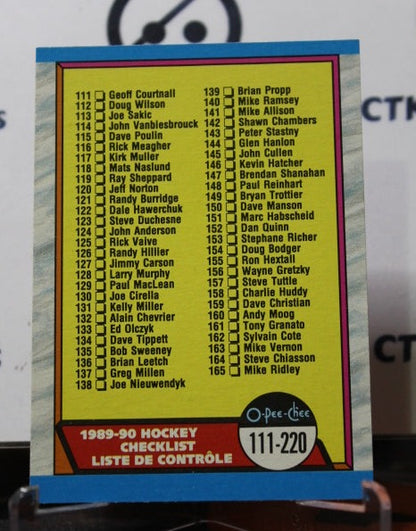 111 Geoff Courtnall
112 Doug Wilson
113 Joe Sakic
114 John Vanbiesbrouck
115 Dave Poulin
116 Rick Meagher
117 Kirk Muller
118 Mats Naslund
119 Ray Sheppard
120 Jeff Norton
121 Randy Burridge
122 Dale Hawerchuk
123 Steve Duchesne
124 John Anderson
125 Rick Vaive
126 Randy Hillier
127 Jimmy Carson
128 Larry Murphy
129 Paul MacLean
130 Joe Cirella
131 Kelly Miller
132 Alain Chevrier
133 Ed Olczyk
134 Dave Tippett
135 Bob Sweeney
136 Brian Leetch
137 Greg Millen
138 Joe Nieuwendyk
139 Brian Propp
140 Mike Ramsey
141 Mike Allison
142 Shawn Chambers
143 Peter Stastny
144 Glen Hanlon
145 John Cullen
146 Kevin Hatcher
147 Brendan Shanahan
148 Paul Reinhart
149 Bryan Trottier
150 Dave Manson
151 Marc Habscheid
152 Dan Quinn
153 Stephane Richer
154 Doug Bodger
155 Ron Hextall
156 Wayne Gretzky
157 Steve Tuttle
158 Charlie Huddy
159 Dave Christian
160 Andy Moog
161 Tony Granato
162 Sylvain Cote
163 Mike Vernon
164 Steve Chiasson
165 Mike Ridley
O-Pee-Chee
111-220
1989-90 HOCKEY
CHECKLIST
LISTE DE CONTRÔLE